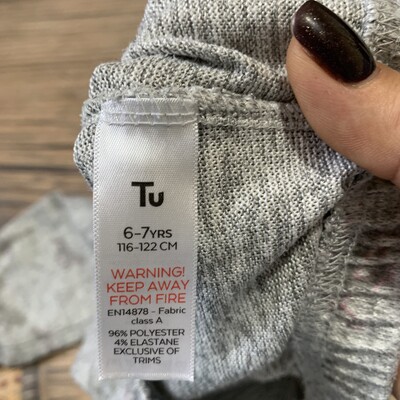 Tu
6-7YRS
116-122 CM
WARNING!
KEEP AWAY
FROM FIRE
EN14878 - Fabric
class A
96% POLYESTER
4% ELASTANE
EXCLUSIVE OF
TRIMS